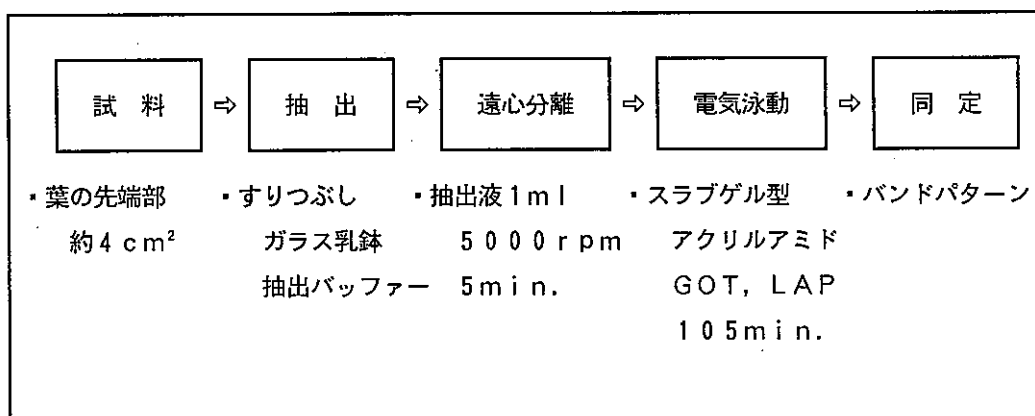 試料 ⇨ 抽出 ⇨ 遠心分離 ⇨ 電気泳動 ⇨ 同定
・葉の先端部 ・すりつぶし ・抽出液1ml ・スラブゲル型 ・バンドパターン
約4cm² ガラス乳鉢 5000rpm アクリルアミド
抽出バッファー 5min. GOT, LAP
105min.